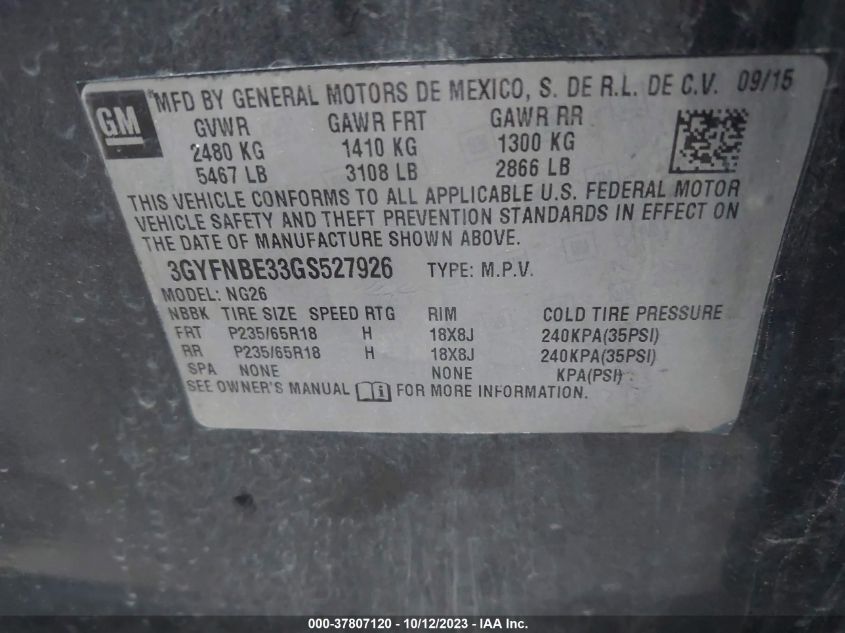 GM
MFD BY GENERAL MOTORS DE MEXICO, S. DE R.L. DE C.V. 09/15
GVWR GAWR FRT GAWR RR
2480 KG 1410 KG 1300 KG
5467 LB 3108 LB 2866 LB
THIS VEHICLE CONFORMS TO ALL APPLICABLE U.S. FEDERAL MOTOR
VEHICLE SAFETY AND THEFT PREVENTION STANDARDS IN EFFECT ON
THE DATE OF MANUFACTURE SHOWN ABOVE.
3GYFNBE33GS527926 TYPE: M.P.V.
MODEL: NG26
NBBK TIRE SIZE SPEED RTG RIM COLD TIRE PRESSURE
FRT P235/65R18 H 18X8J 240KPA(35PSI)
RR P235/65R18 H 18X8J 240KPA(35PSI)
SPA NONE NONE KPA(PSI)
SEE OWNER'S MANUAL i FOR MORE INFORMATION.
000-37807120 - 10/12/2023 - IAA Inc.